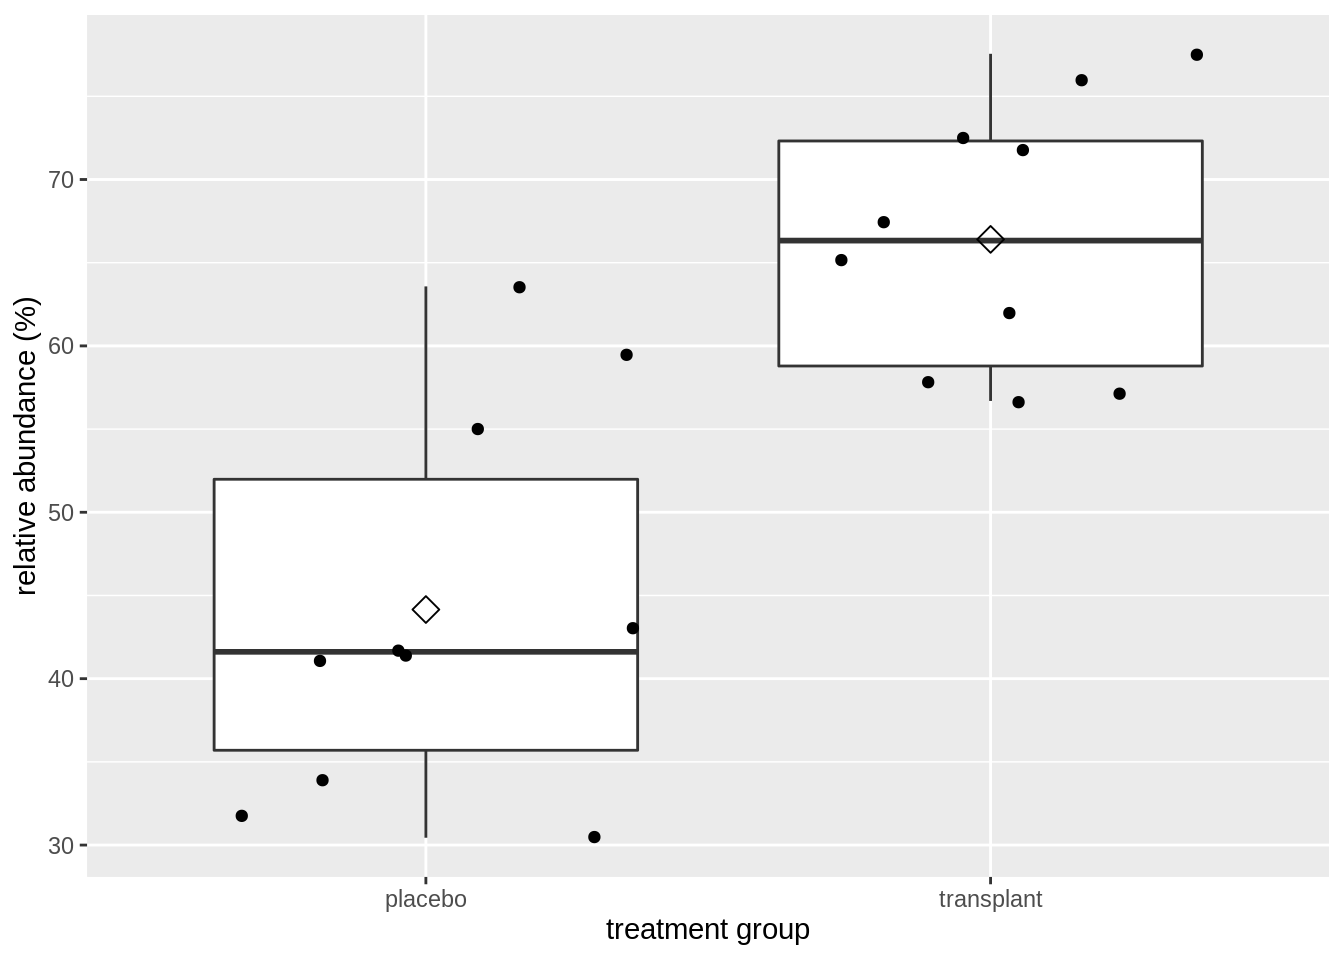 relative abundance (%)
70
60
50
40
30
placebo
transplant
treatment group